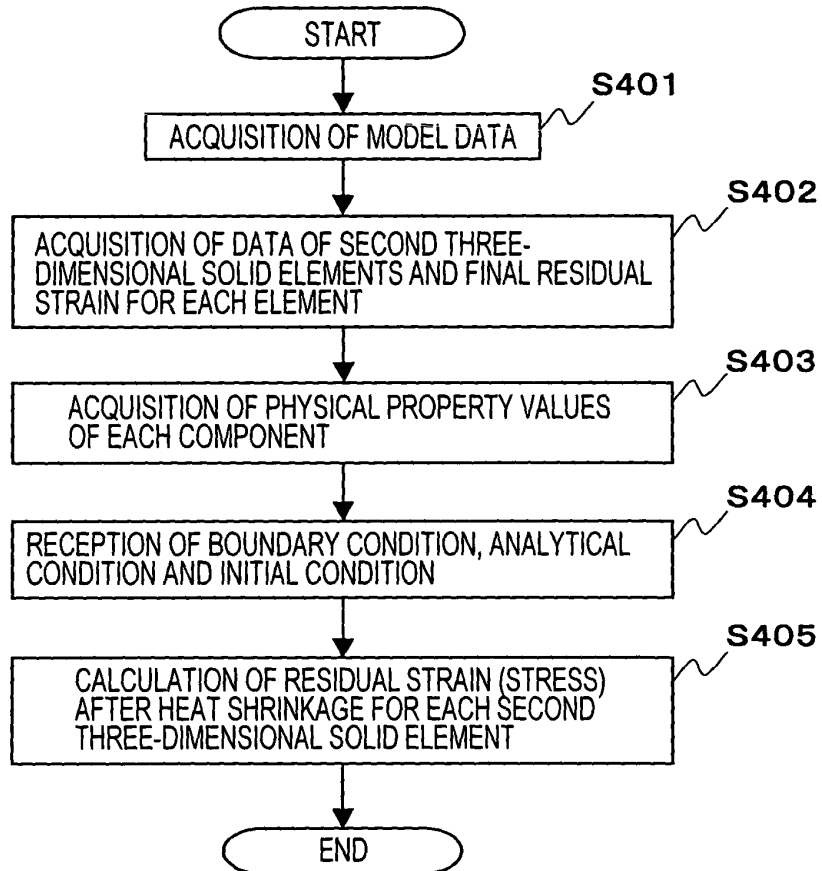 START
S401
ACQUISITION OF MODEL DATA
S402
ACQUISITION OF DATA OF SECOND THREE-
DIMENSIONAL SOLID ELEMENTS AND FINAL RESIDUAL
STRAIN FOR EACH ELEMENT
S403
ACQUISITION OF PHYSICAL PROPERTY VALUES
OF EACH COMPONENT
S404
RECEPTION OF BOUNDARY CONDITION, ANALYTICAL
CONDITION AND INITIAL CONDITION
S405
CALCULATION OF RESIDUAL STRAIN (STRESS)
AFTER HEAT SHRINKAGE FOR EACH SECOND
THREE-DIMENSIONAL SOLID ELEMENT
END